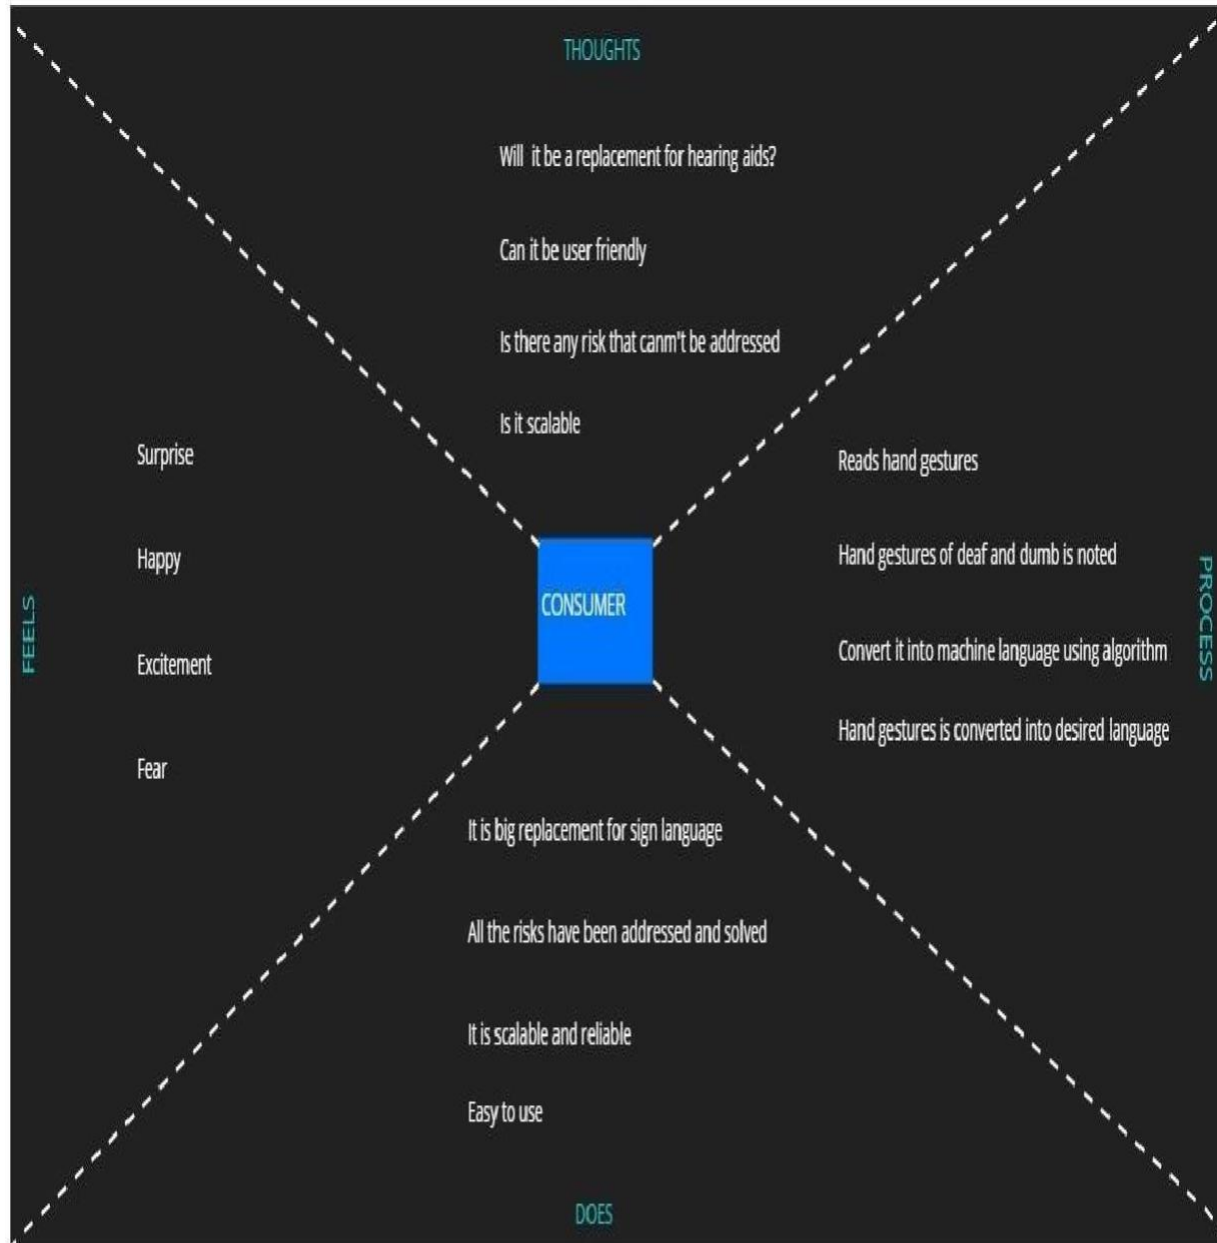 THOUGHTS
Will it be a replacement for hearing aids?
Can it be user friendly
Is there any risk that canm't be addressed
Is it scalable
FEELS
Surprise
Happy
Excitement
Fear
CONSUMER
Reads hand gestures
Hand gestures of deaf and dumb is noted
Convert it into machine language using algorithm
Hand gestures is converted into desired language
PROCESS
It is big replacement for sign language
All the risks have been addressed and solved
It is scalable and reliable
Easy to use
DOES